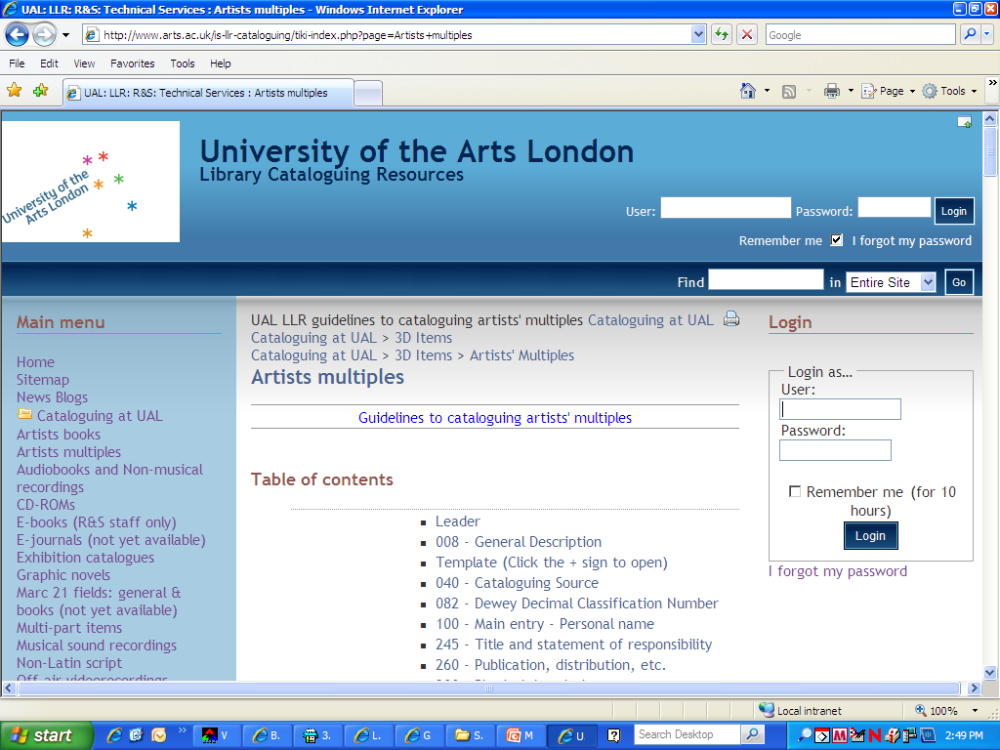 UAL: LLR: R&S: Technical Services : Artists multiples - Windows Internet Explorer
http://www.arts.ac.uk/is-llr-cataloguing/tiki-index.php?page=Artists+multiples
Google
File Edit View Favorites Tools Help
UAL: LLR: R&S: Technical Services : Artists multiples
Page Tools
University of the Arts London
University of the Arts London
Library Cataloguing Resources
User: Password: Login
Remember me I forgot my password
Find in Entire Site Go
Main menu
Home
Sitemap
News Blogs
Cataloguing at UAL
Artists books
Artists multiples
Audiobooks and Non-musical
recordings
CD-ROMs
E-books (R&S staff only)
E-journals (not yet available)
Exhibition catalogues
Graphic novels
Marc 21 fields: general &
books (not yet available)
Multi-part items
Musical sound recordings
Non-Latin script
Off-air videorecordings
UAL LLR guidelines to cataloguing artists' multiples Cataloguing at UAL
Cataloguing at UAL > 3D Items
Cataloguing at UAL > 3D Items > Artists' Multiples
Artists multiples
Guidelines to cataloguing artists' multiples
Table of contents
Leader
008 - General Description
Template (Click the + sign to open)
040 - Cataloguing Source
082 - Dewey Decimal Classification Number
100 - Main entry - Personal name
245 - Title and statement of responsibility
260 - Publication, distribution, etc.
Login
Login as...
User:
Password:
Remember me (for 10
hours)
Login
I forgot my password
Local intranet 100%
start V B. 3. L. G S. M U Search Desktop 2:49 PM